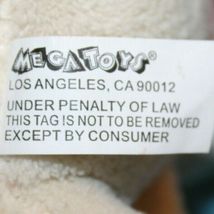 MEGATOYS®
LOS ANGELES, CA 90012
UNDER PENALTY OF LAW
THIS TAG IS NOT TO BE REMOVED
EXCEPT BY CONSUMER